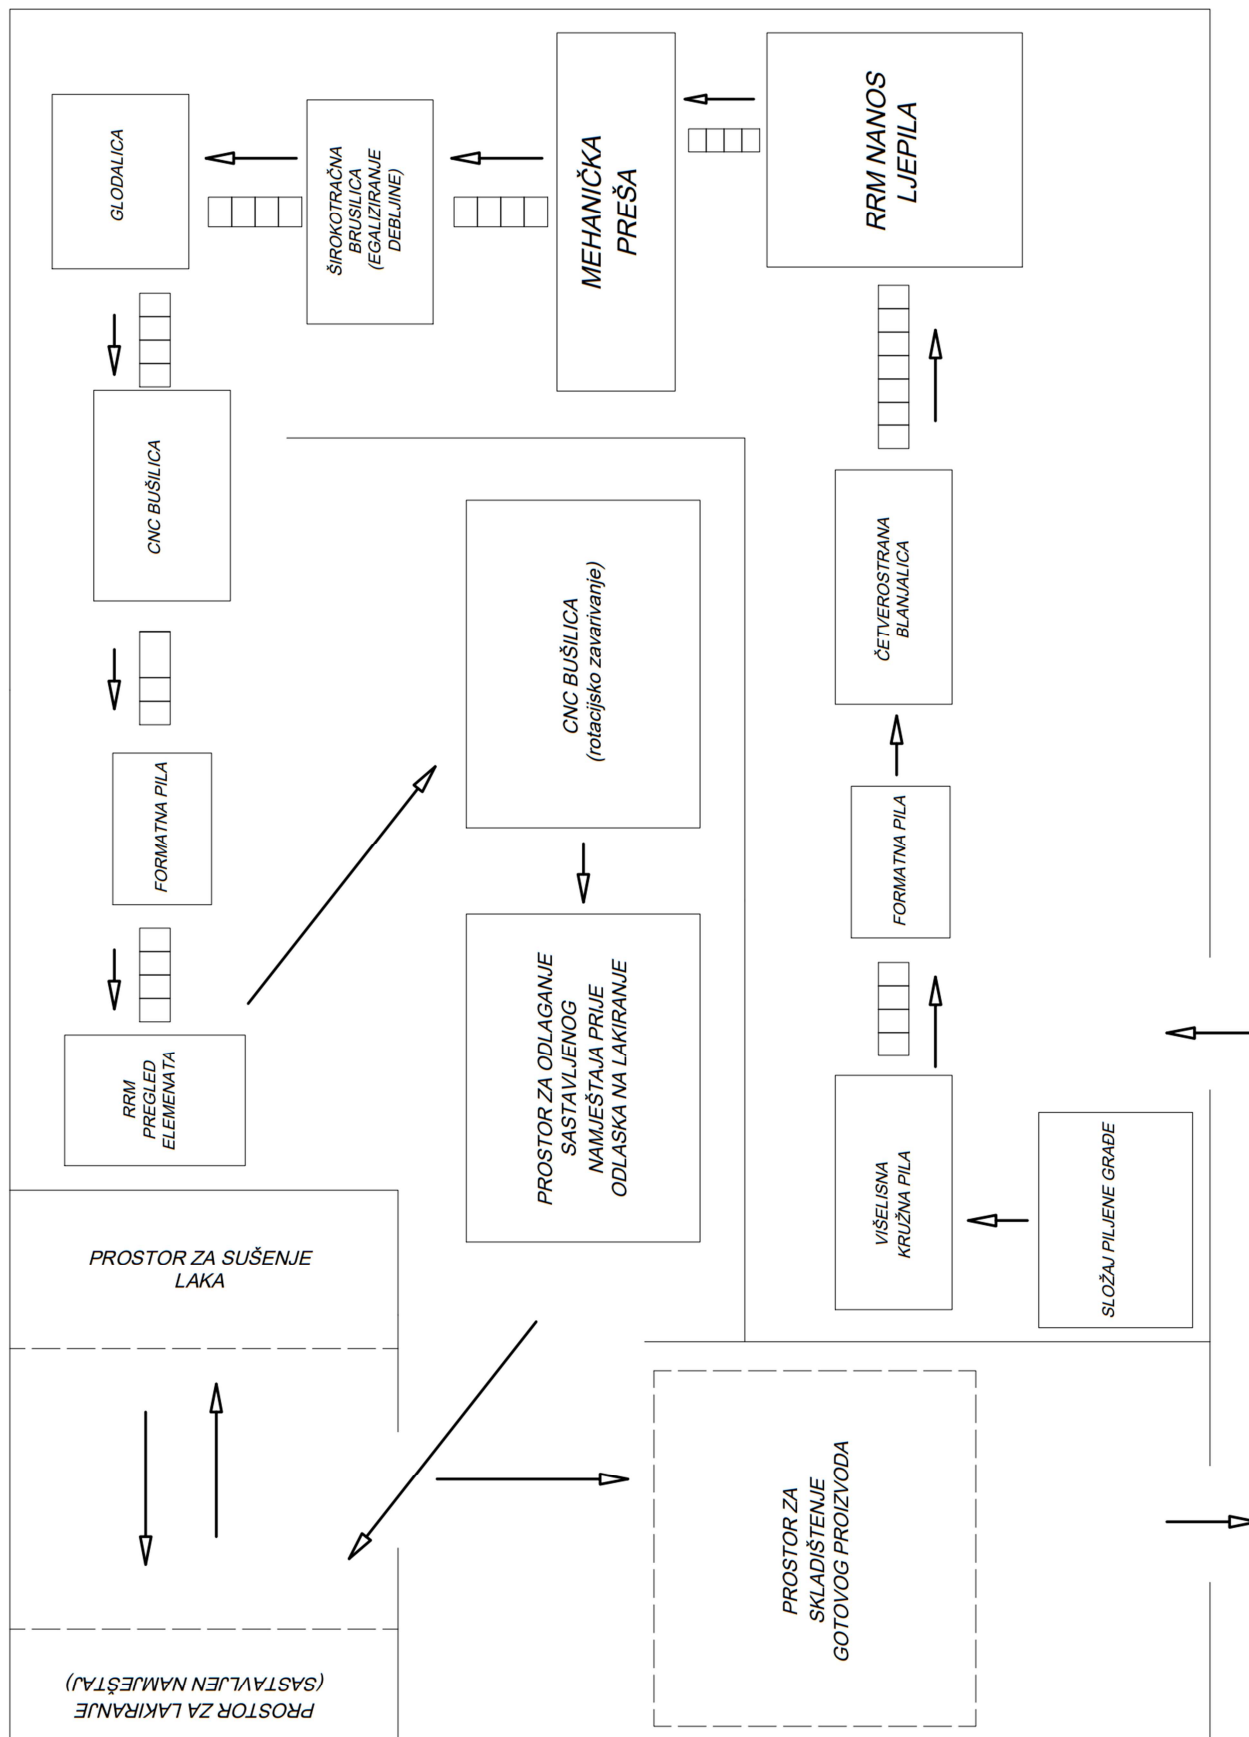 GLODALICA
ŠIROKOTRAČNA
BRUSILICA
(EGALIZIRANJE
DEBLJINE)
MEHANIČKA
PREŠA
RRM NANOS
LJEPILA
CNC BUŠILICA
CNC BUŠILICA
(rotacijsko zavarivanje)
ČETVEROSTRANA
BLANJALICA
FORMATNA PILA
FORMATNA PILA
RRM
PREGLED
ELEMENATA
PROSTOR ZA ODLAGANJE
SASTAVLJENOG
NAMJEŠTAJA PRIJE
ODLASKA NA LAKIRANJE
VIŠELISNA
KRUŽNA PILA
SLOŽAJ PILJENE GRAĐE
PROSTOR ZA SUŠENJE
LAKA
PROSTOR ZA
SKLADIŠTENJE
GOTOVOG PROIZVODA
PROSTOR ZA LAKIRANJE
(SASTAVLJEN NAMJEŠTAJ)